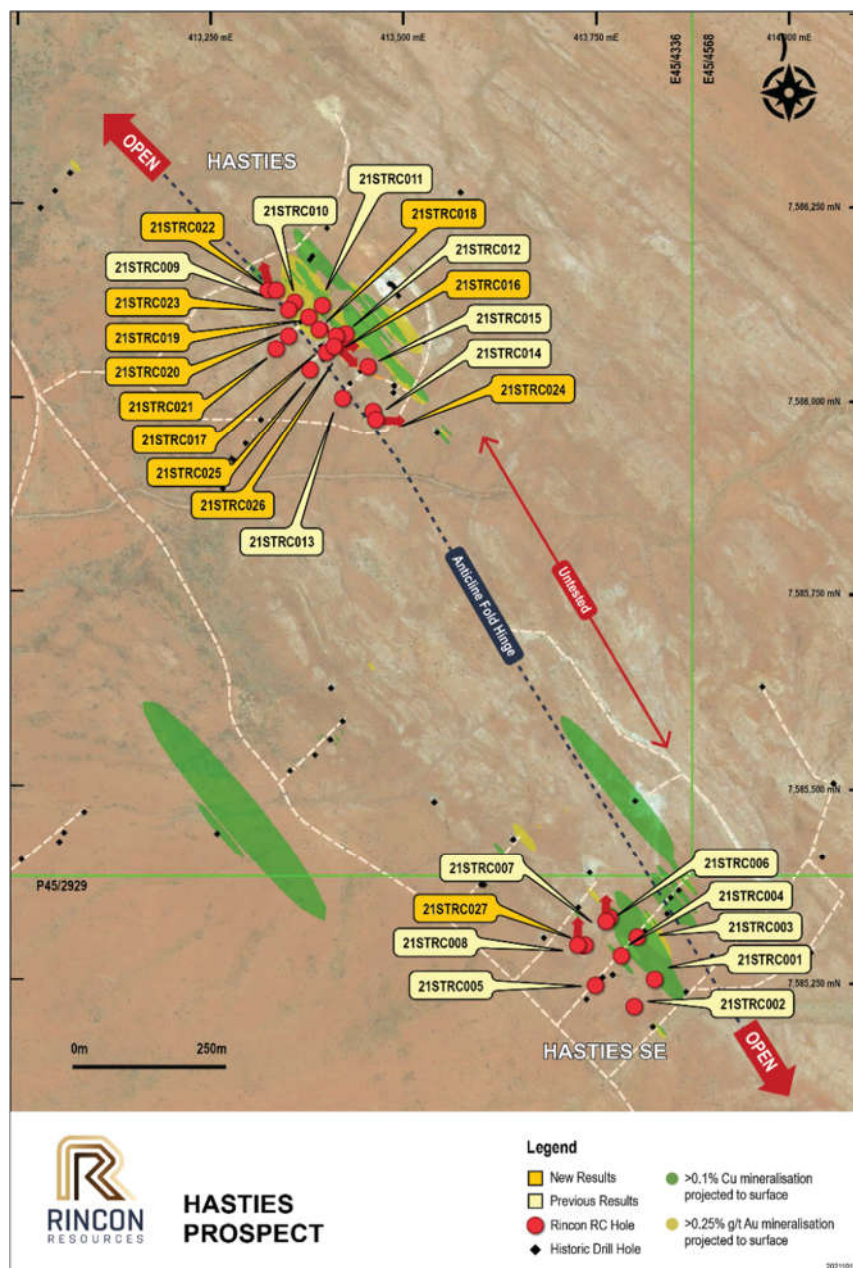 413,250 mE
413,500 mE
413,750 mE
414,000 mE
E45/4336
E45/4568
OPEN
HASTIES
21STRC011
21STRC010
21STRC018
21STRC022
21STRC012
21STRC009
21STRC016
21STRC023
21STRC015
21STRC019
21STRC014
21STRC020
21STRC024
21STRC021
21STRC017
21STRC025
21STRC026
21STRC013
7,586,250 mN
7,586,900 mN
Untested
Anticline Fold Hinge
7,585,750 mN
7,585,500 mN
P45/2929
21STRC007
21STRC006
21STRC027
21STRC004
21STRC008
21STRC003
21STRC001
21STRC005
21STRC002
7,585,250 mN
0m
250m
HASTIES SE
OPEN
RINCON
RESOURCES
HASTIES
PROSPECT
Legend
New Results
Previous Results
Rincon RC Hole
Historic Drill Hole
>0.1% Cu mineralisation
projected to surface
>0.25% g/t Au mineralisation
projected to surface